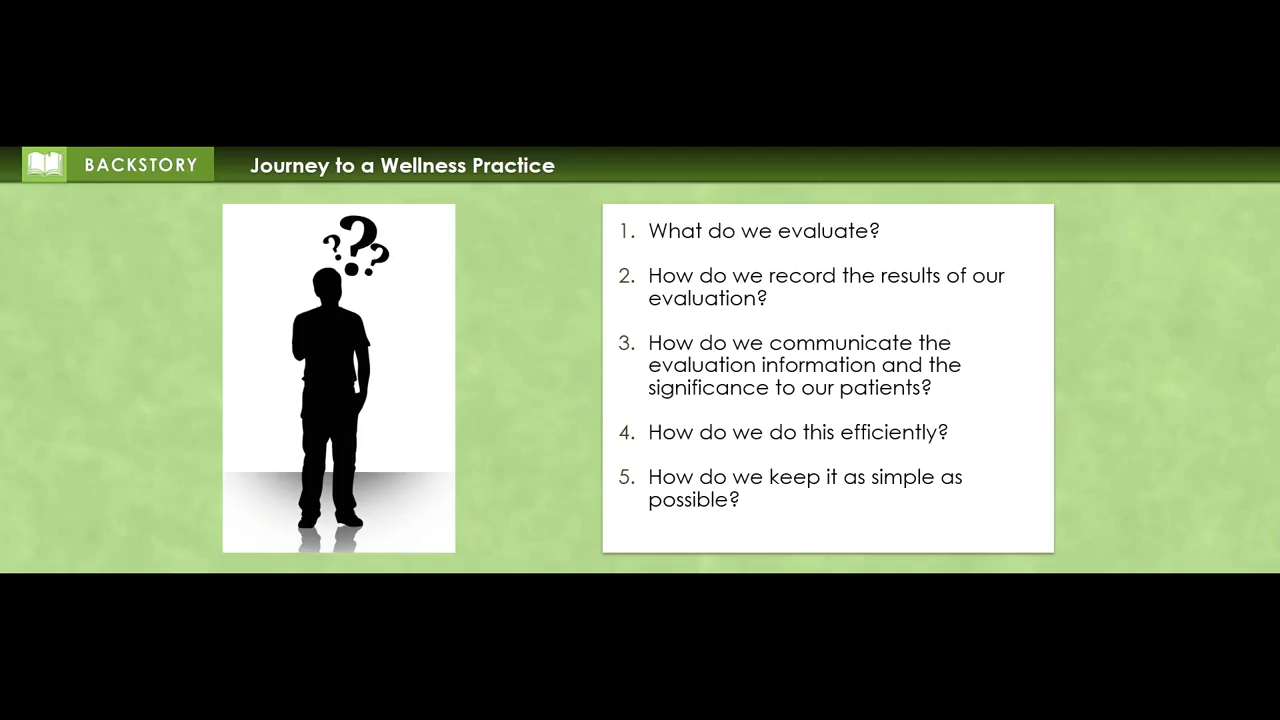 BACKSTORY
Journey to a Wellness Practice
???
1. What do we evaluate?
2. How do we record the results of our
evaluation?
3. How do we communicate the
evaluation information and the
significance to our patients?
4. How do we do this efficiently?
5. How do we keep it as simple as
possible?